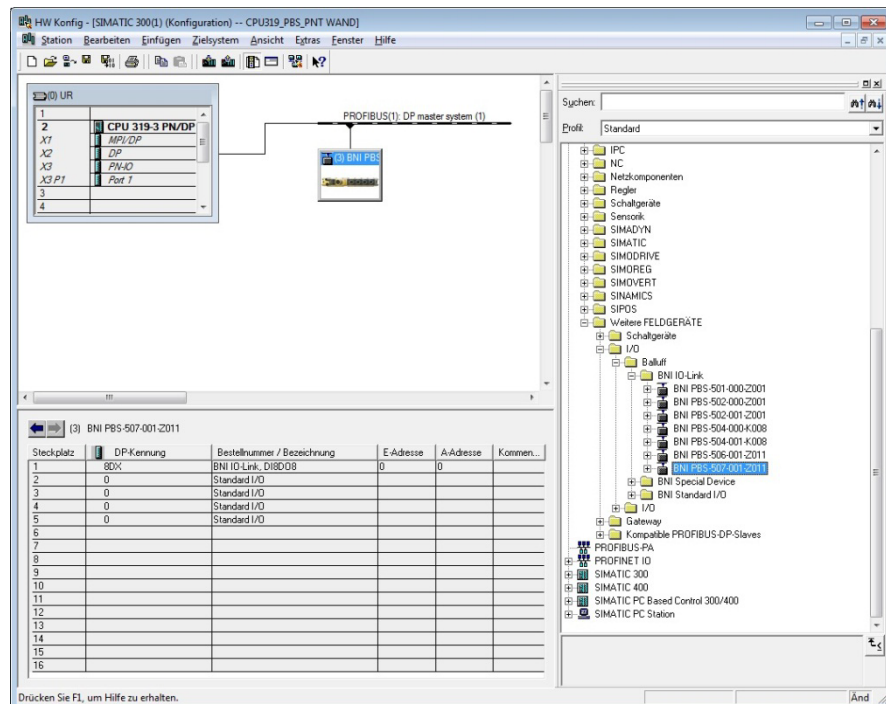 HW Konfig - [SIMATIC 300(1) (Konfiguration) -- CPU319_PBS_PNT WAND]
Station Bearbeiten Einfügen Zielsystem Ansicht Extras Fenster Hilfe
(0) UR
1
2 CPU 319-3 PN/DP
X1 MPI/DP
X2 DP
X3 PN-IO
X3 P1 Port 1
3
4
PROFIBUS(1): DP master system (1)
(3) BNI PBS
Suchen:
Profil: Standard
IPC
NC
Netzkomponenten
Regler
Schaltgeräte
Sensorik
SIMADYN
SIMATIC
SIMODRIVE
SIMOREG
SIMOVERT
SINAMICS
SIPOS
Weitere FELDGERÄTE
Schaltgeräte
I/O
Balluff
BNI IO-Link
BNI PBS-501-000-Z001
BNI PBS-502-000-Z001
BNI PBS-502-001-Z001
BNI PBS-504-000-K008
BNI PBS-504-001-K008
BNI PBS-506-001-Z011
BNI PBS-507-001-Z011
BNI Special Device
BNI Standard I/O
I/O
Gateway
Kompatible PROFIBUS-DP-Slaves
PROFIBUS-PA
PROFINET IO
SIMATIC 300
SIMATIC 400
SIMATIC PC Based Control 300/400
SIMATIC PC Station
(3) BNI PBS-507-001-Z011
Steckplatz DP-Kennung Bestellnummer / Bezeichnung E-Adresse A-Adresse Kommen...
1 8DX BNI IO-Link, DI8DO8 0 0
2 0 Standard I/O
3 0 Standard I/O
4 0 Standard I/O
5 0 Standard I/O
6
7
8
9
10
11
12
13
14
15
16
Drücken Sie F1, um Hilfe zu erhalten.
Änd